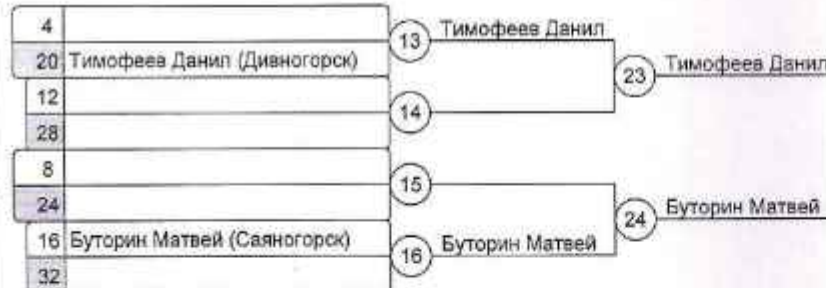 4
13 Тимофеев Данил
20 Тимофеев Данил (Дивногорск)
23 Тимофеев Данил
12
14
28
8
15
24
24 Буторин Матвей
16 Буторин Матвей (Саяногорск)
16 Буторин Матвей
32